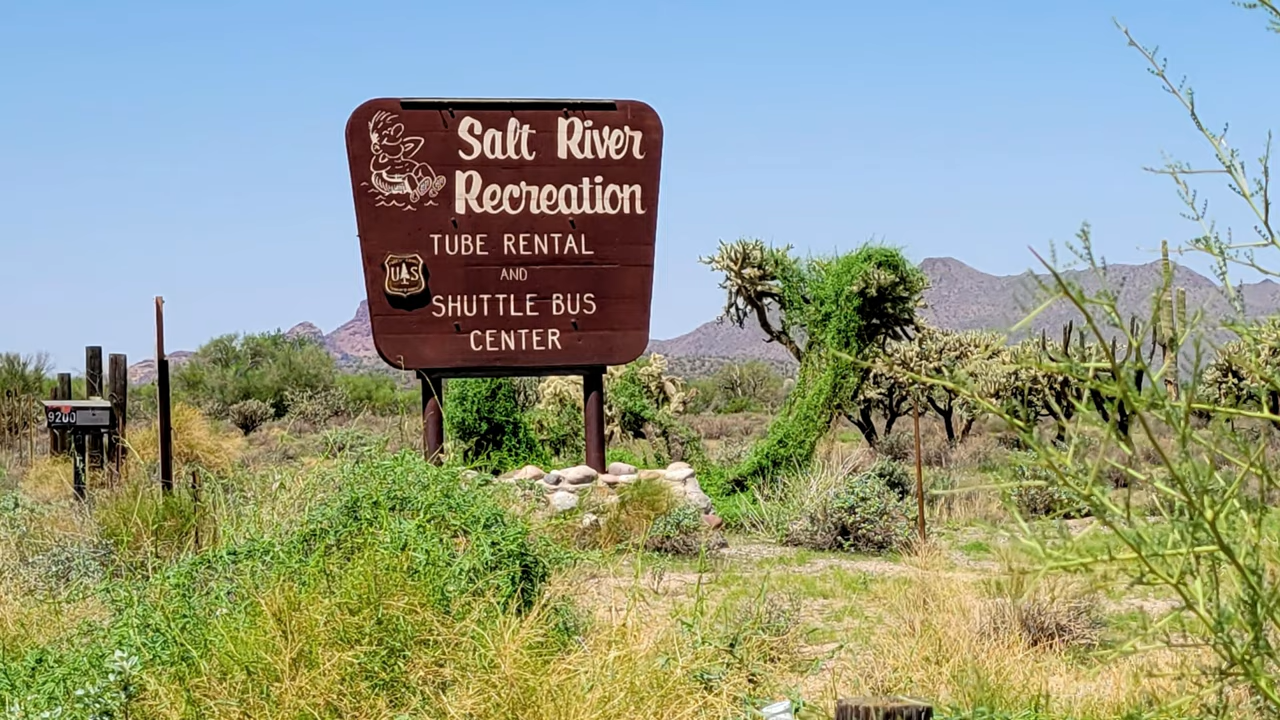 Salt River
Recreation
TUBE RENTAL
AND
SHUTTLE BUS
CENTER
US
9200